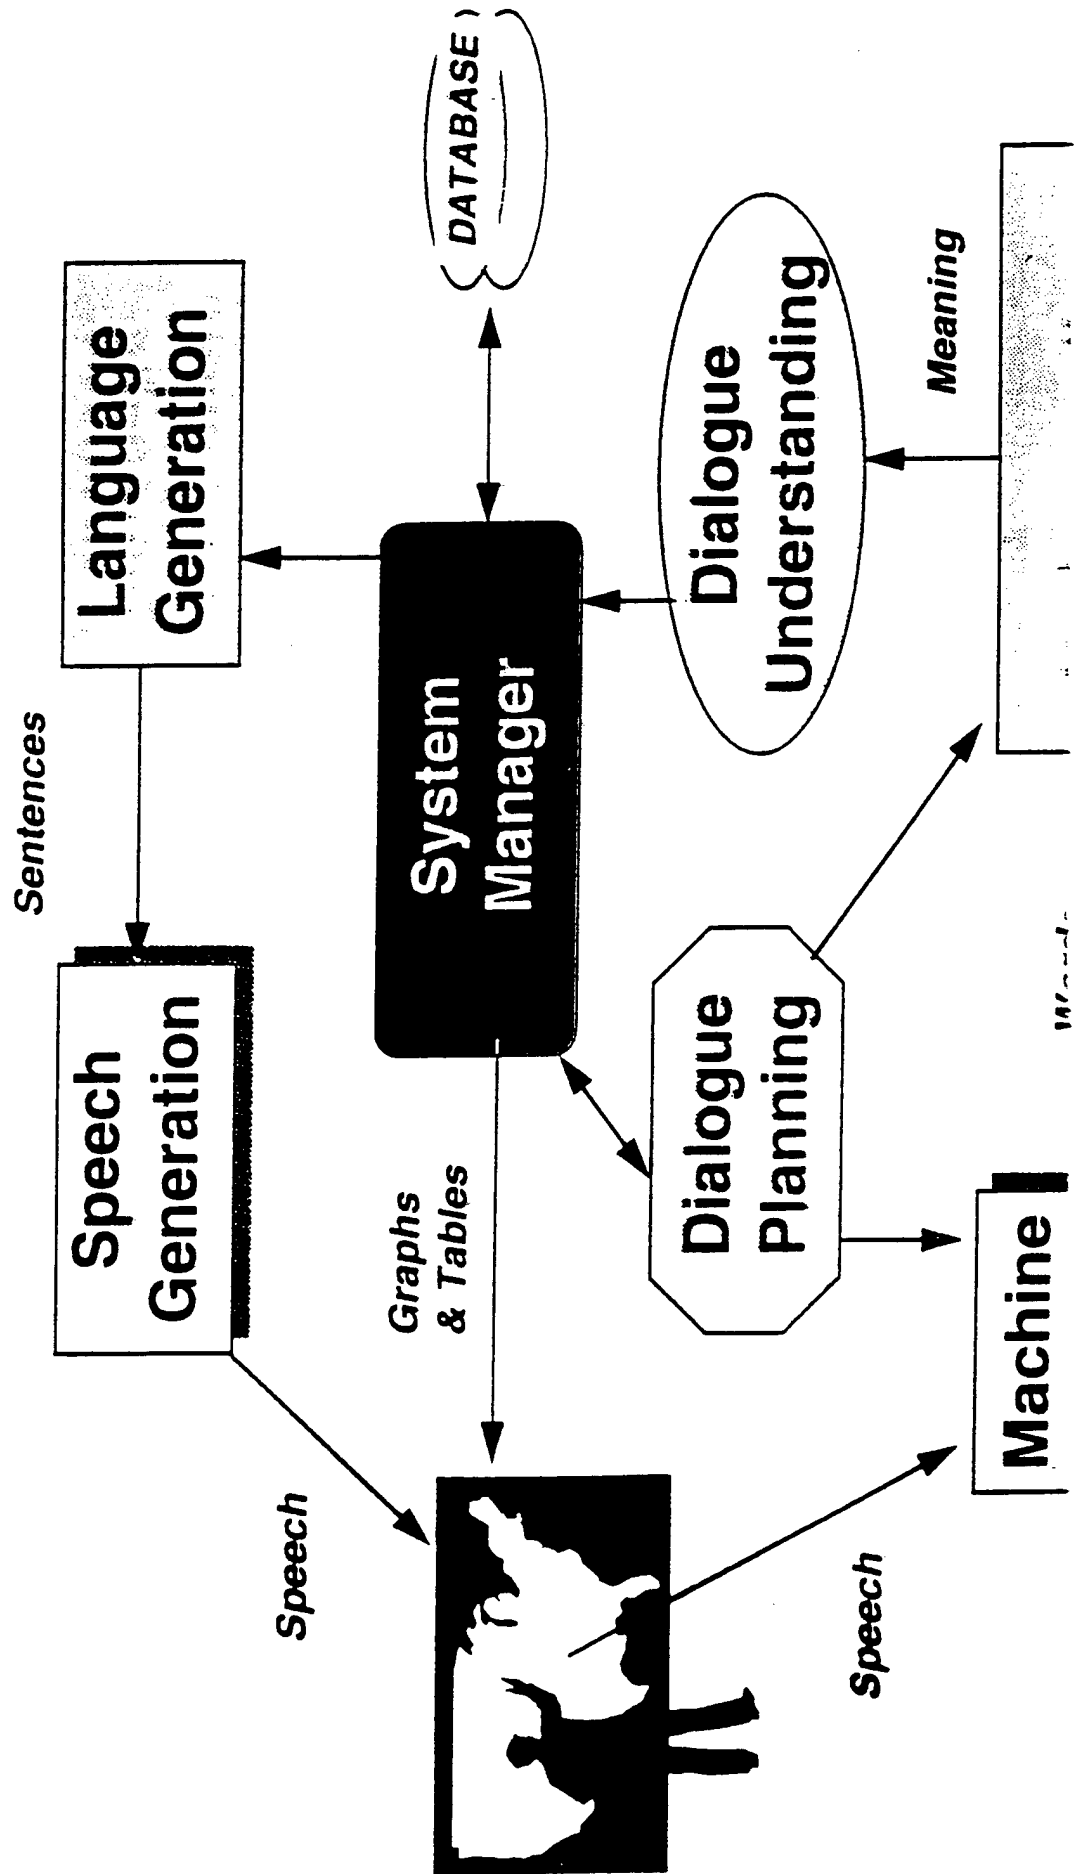 Sentences
Speech
Generation
Language
Generation
Speech
Graphs
& Tables
System
Manager
DATABASE
Dialogue
Planning
Dialogue
Understanding
Speech
Meaning
Machine